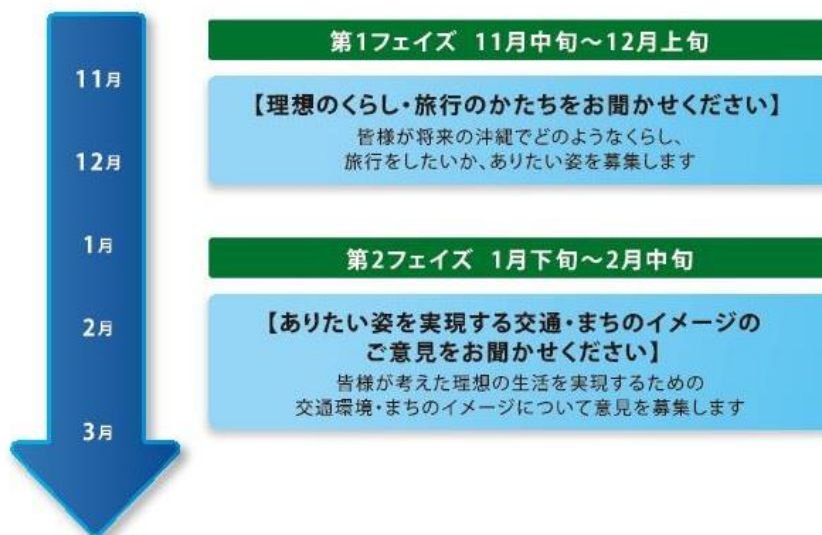 11月
12月
1月
2月
3月
第1フェイズ 11月中旬～12月上旬
【理想のくらし・旅行のかたちをお聞かせください】
皆様が将来の沖縄でどのようなくらし、
旅行をしたいか、ありたい姿を募集します
第2フェイズ 1月下旬～2月中旬
【ありたい姿を実現する交通・まちのイメージの
ご意見をお聞かせください】
皆様が考えた理想の生活を実現するための
交通環境・まちのイメージについて意見を募集します